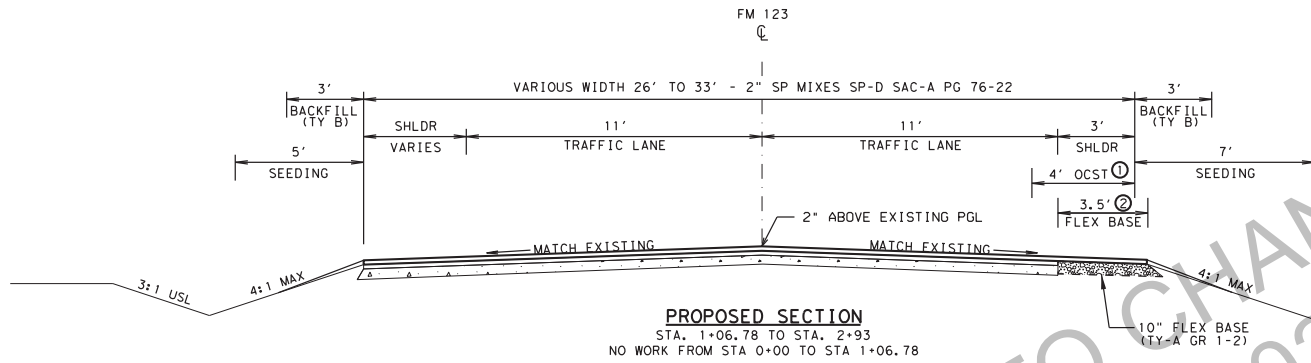 FM 123
℄
3' VARIOUS WIDTH 26' TO 33' - 2" SP MIXES SP-D SAC-A PG 76-22 3'
BACKFILL
(TY B)
BACKFILL
(TY B)
SHLDR
VARIES
11'
TRAFFIC LANE
11'
TRAFFIC LANE
3'
SHLDR
5'
SEEDING
7'
SEEDING
4' OCST ①
3.5' ②
FLEX BASE
2" ABOVE EXISTING PGL
MATCH EXISTING
MATCH EXISTING
3:1 USL
4:1 MAX
4:1 MAX
PROPOSED SECTION
STA. 1+06.78 TO STA. 2+93
NO WORK FROM STA 0+00 TO STA 1+06.78
10" FLEX BASE
(TY-A GR 1-2)
TO CHAN